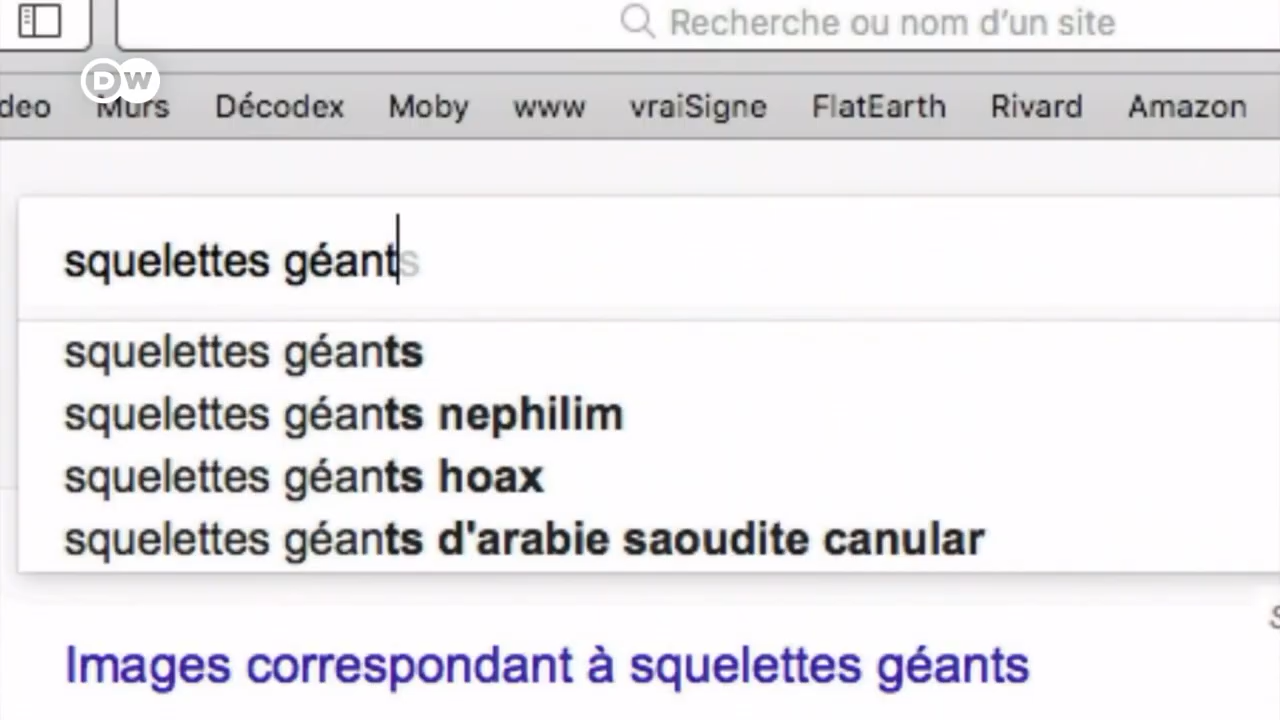 Recherche ou nom d'un site
DW
deo Murs Décodex Moby www vraiSigne FlatEarth Rivard Amazon
squelettes géants
squelettes géants
squelettes géants nephilim
squelettes géants hoax
squelettes géants d'arabie saoudite canular
Images correspondant à squelettes géants